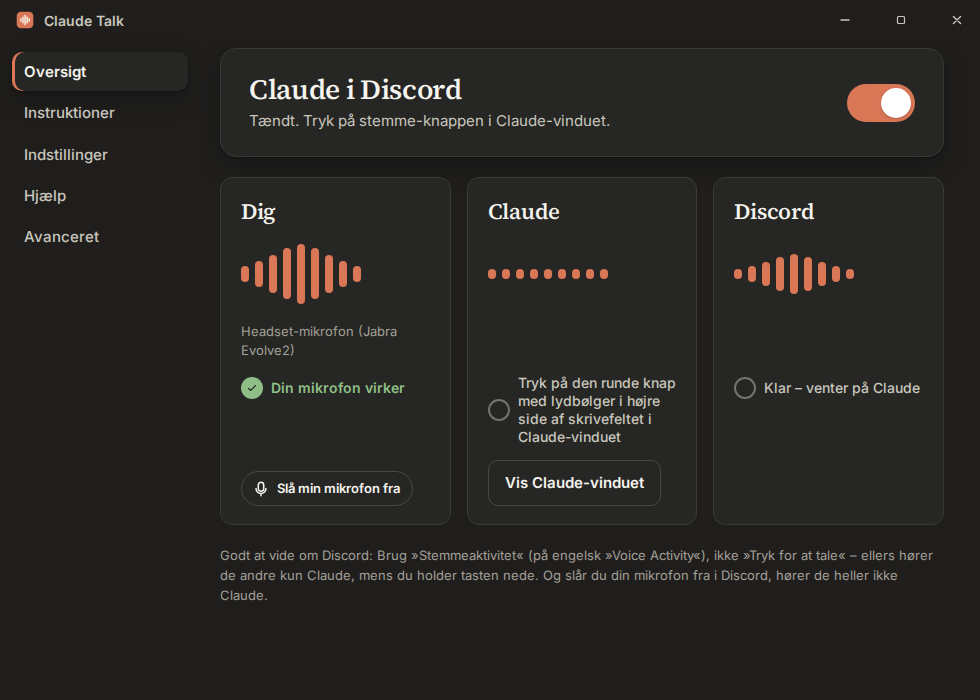 Claude Talk
Oversigt
Instruktioner
Indstillinger
Hjælp
Avanceret
Claude i Discord
Tændt. Tryk på stemme-knappen i Claude-vinduet.
Dig
Headset-mikrofon (Jabra
Evolve2)
Din mikrofon virker
Slå min mikrofon fra
Claude
Tryk på den runde knap
med lydbølger i højre
side af skrivefeltet i
Claude-vinduet
Vis Claude-vinduet
Discord
Klar – venter på Claude
Godt at vide om Discord: Brug »Stemmeaktivitet« (på engelsk »Voice Activity«), ikke »Tryk for at tale« – ellers hører
de andre kun Claude, mens du holder tasten nede. Og slår du din mikrofon fra i Discord, hører de heller ikke
Claude.